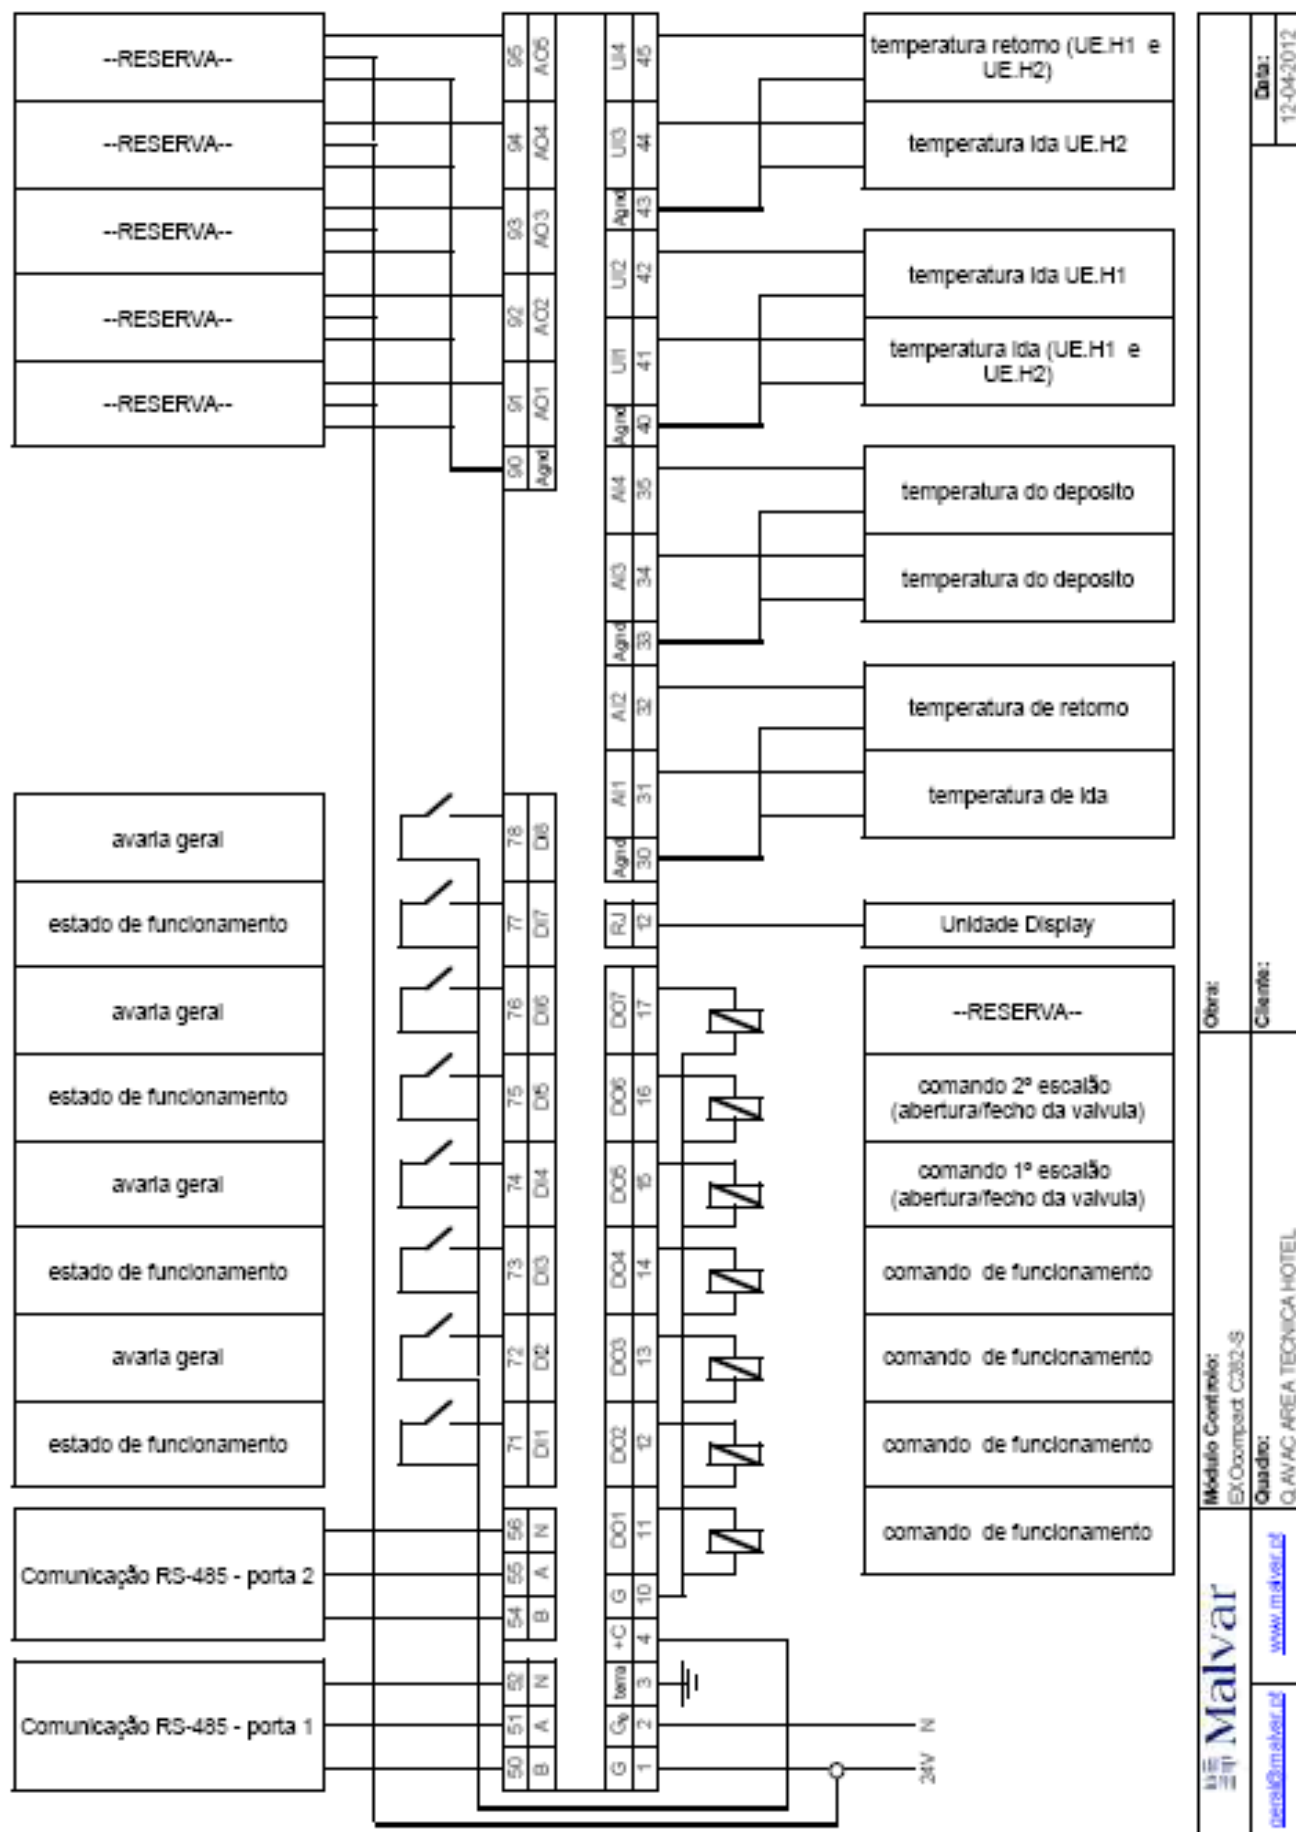 --RESERVA--
--RESERVA--
--RESERVA--
--RESERVA--
--RESERVA--
95 AO5
94 AO4
93 AO3
92 AO2
91 AO1
90 Agnd
UI4 45
UI3 44
Agnd 43
UI2 42
UI1 41
Agnd 40
AI4 35
AI3 34
Agnd 33
AI2 32
AI1 31
Agnd 30
RJ 12
temperatura retorno (UE.H1 e
UE.H2)
temperatura ida UE.H2
temperatura ida UE.H1
temperatura ida (UE.H1 e
UE.H2)
temperatura do deposito
temperatura do deposito
temperatura de retorno
temperatura de ida
Unidade Display
avaria geral
estado de funcionamento
avaria geral
estado de funcionamento
avaria geral
estado de funcionamento
avaria geral
estado de funcionamento
78 DI8
77 DI7
76 DI6
75 DI5
74 DI4
73 DI3
72 DI2
71 DI1
DO7 17
DO6 16
DO5 15
DO4 14
DO3 13
DO2 12
DO1 11
G 10
+C 4
terra 3
G₀ 2
G 1
--RESERVA--
comando 2º escalão
(abertura/fecho da valvula)
comando 1º escalão
(abertura/fecho da valvula)
comando de funcionamento
comando de funcionamento
comando de funcionamento
comando de funcionamento
Comunicação RS-485 - porta 2
56 N
55 A
54 B
Comunicação RS-485 - porta 1
52 N
51 A
50 B
N
24V
Malvar
geral@malvar.pt
www.malvar.pt
Módulo Controlo:
EXOcompact C282-S
Quadro:
Q.AVAC AREA TECNICA HOTEL
Obra:
Cliente:
Data:
12-04-2012